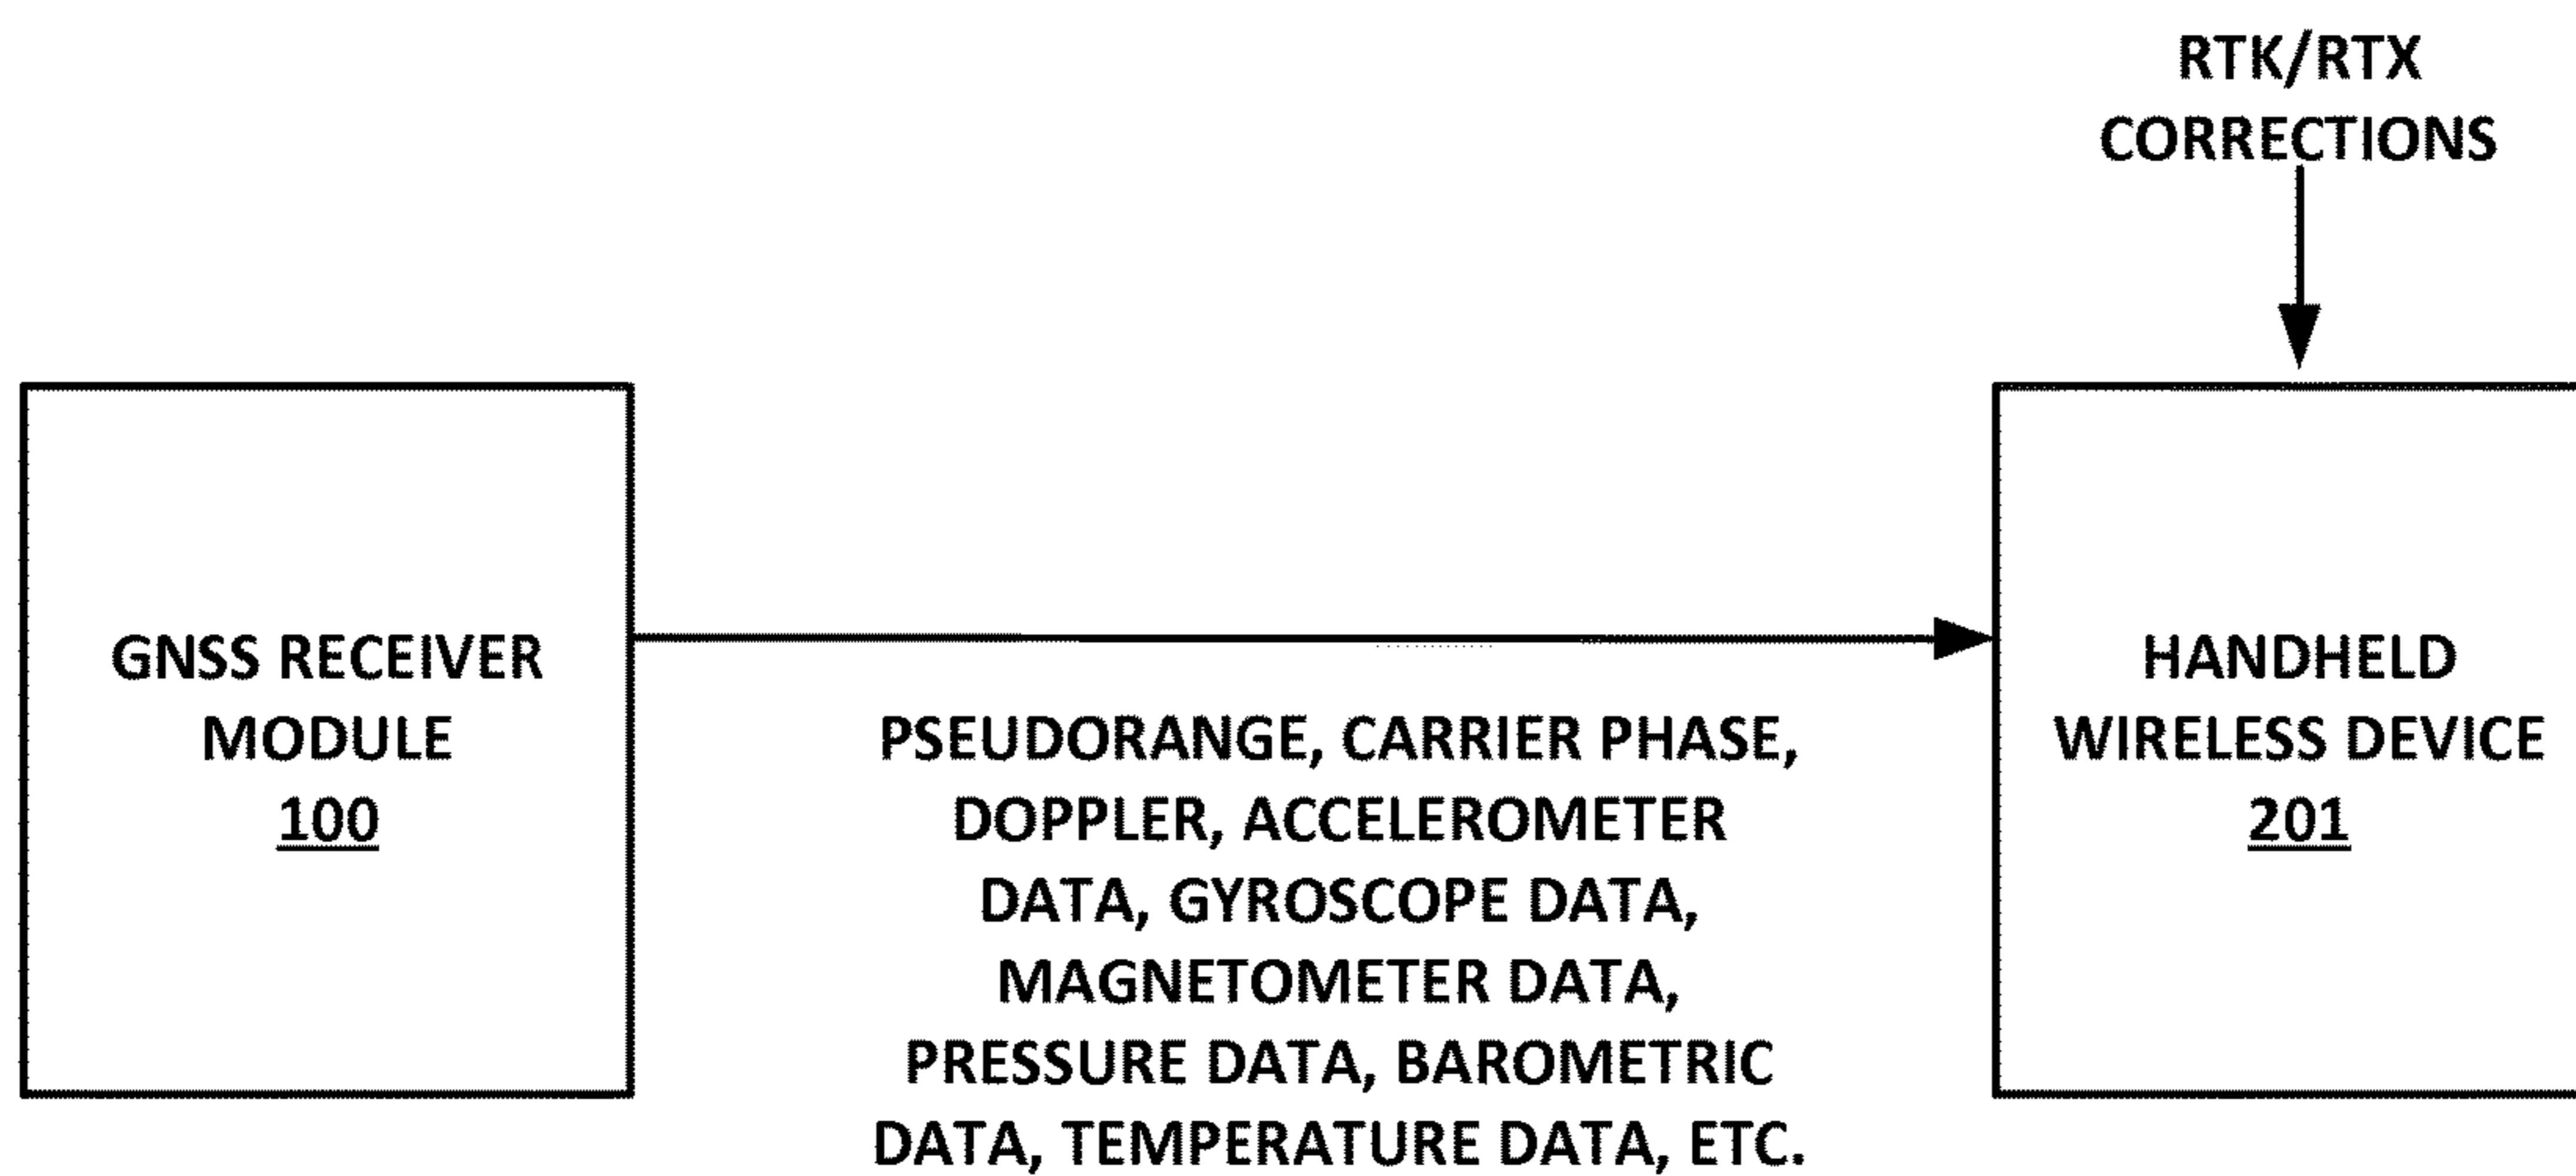 RTK/RTX
CORRECTIONS
GNSS RECEIVER
MODULE
100
PSEUDORANGE, CARRIER PHASE,
DOPPLER, ACCELEROMETER
DATA, GYROSCOPE DATA,
MAGNETOMETER DATA,
PRESSURE DATA, BAROMETRIC
DATA, TEMPERATURE DATA, ETC.
HANDHELD
WIRELESS DEVICE
201